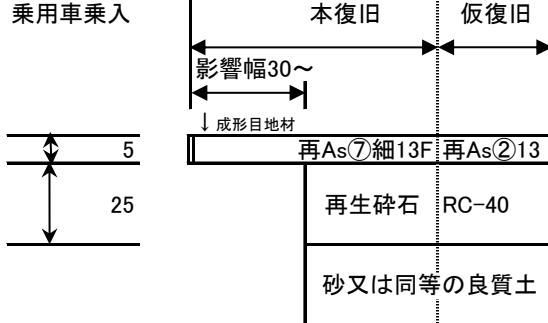 乗用車乗入 本復旧 仮復旧
影響幅30～
↓成形目地材
5 再As⑦細13F 再As②13
25 再生砕石 RC-40
砂又は同等の良質土